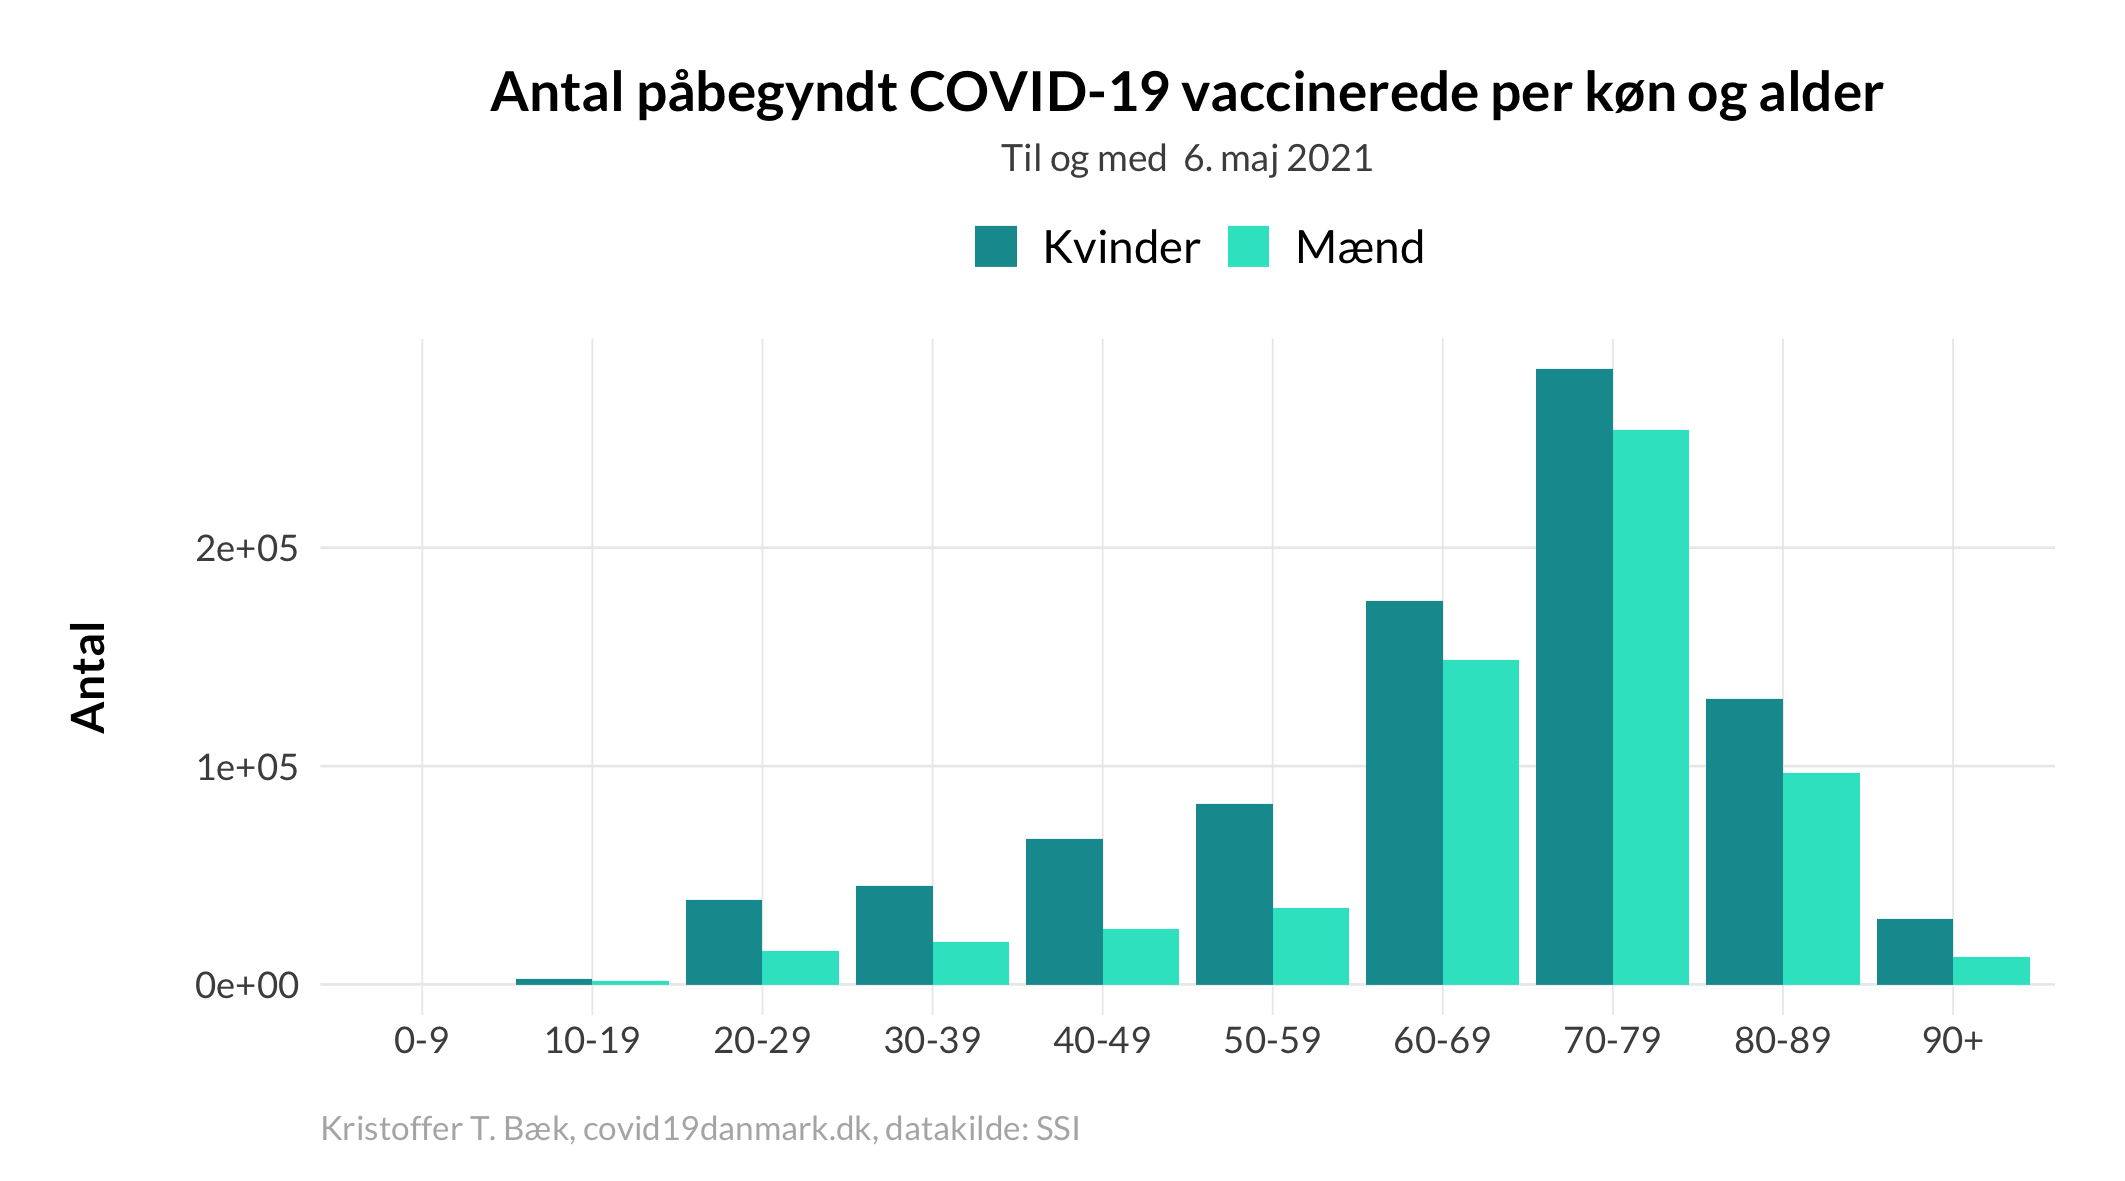 Antal påbegyndt COVID-19 vaccinerede per køn og alder
Til og med  6. maj 2021
Kvinder Mænd
Antal
2e+05
1e+05
0e+00
0-9 10-19 20-29 30-39 40-49 50-59 60-69 70-79 80-89 90+
Kristoffer T. Bæk, covid19danmark.dk, datakilde: SSI